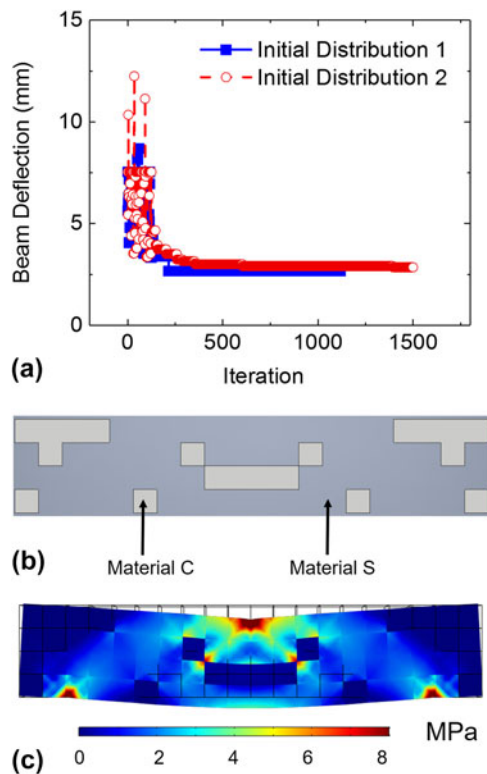 Initial Distribution 1
Initial Distribution 2
Beam Deflection (mm)
15
10
5
0
0
500
1000
1500
Iteration
(a)
Material C
Material S
(b)
MPa
0
2
4
6
8
(c)